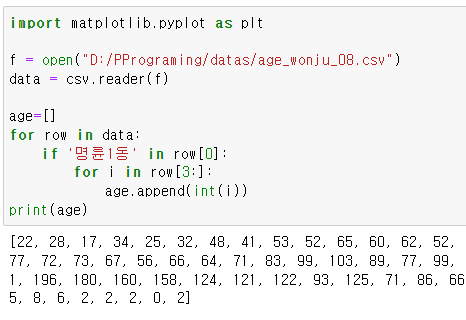 import matplotlib.pyplot as plt
f = open("D:/PPrograming/datas/age_wonju_08.csv")
data = csv.reader(f)
age=[]
for row in data:
if '명륜1동' in row[0]:
for i in row[3:]:
age.append(int(i))
print(age)
[22, 28, 17, 34, 25, 32, 48, 41, 53, 52, 65, 60, 62, 52,
77, 72, 73, 67, 56, 66, 64, 71, 83, 99, 103, 89, 77, 99,
1, 196, 180, 160, 158, 124, 121, 122, 93, 125, 71, 86, 66
5, 8, 6, 2, 2, 2, 0, 2]